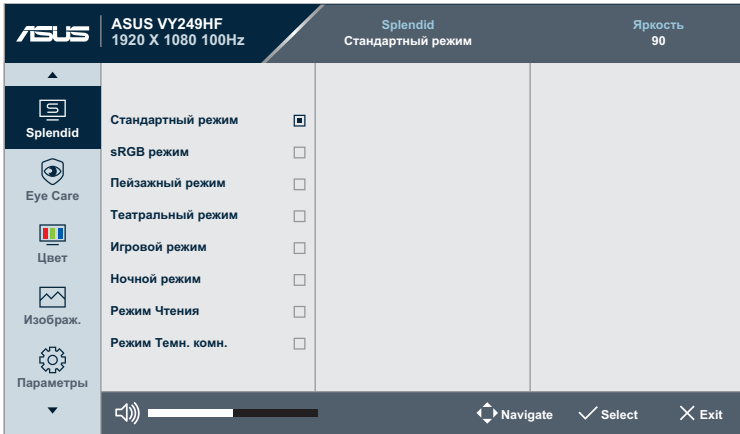 ASUS
ASUS VY249HF
1920 X 1080 100Hz
Splendid
Стандартный режим
Яркость
90
Splendid
Eye Care
Цвет
Изображ.
Параметры
Стандартный режим
sRGB режим
Пейзажный режим
Театральный режим
Игровой режим
Ночной режим
Режим Чтения
Режим Темн. комн.
Navigate
Select
Exit